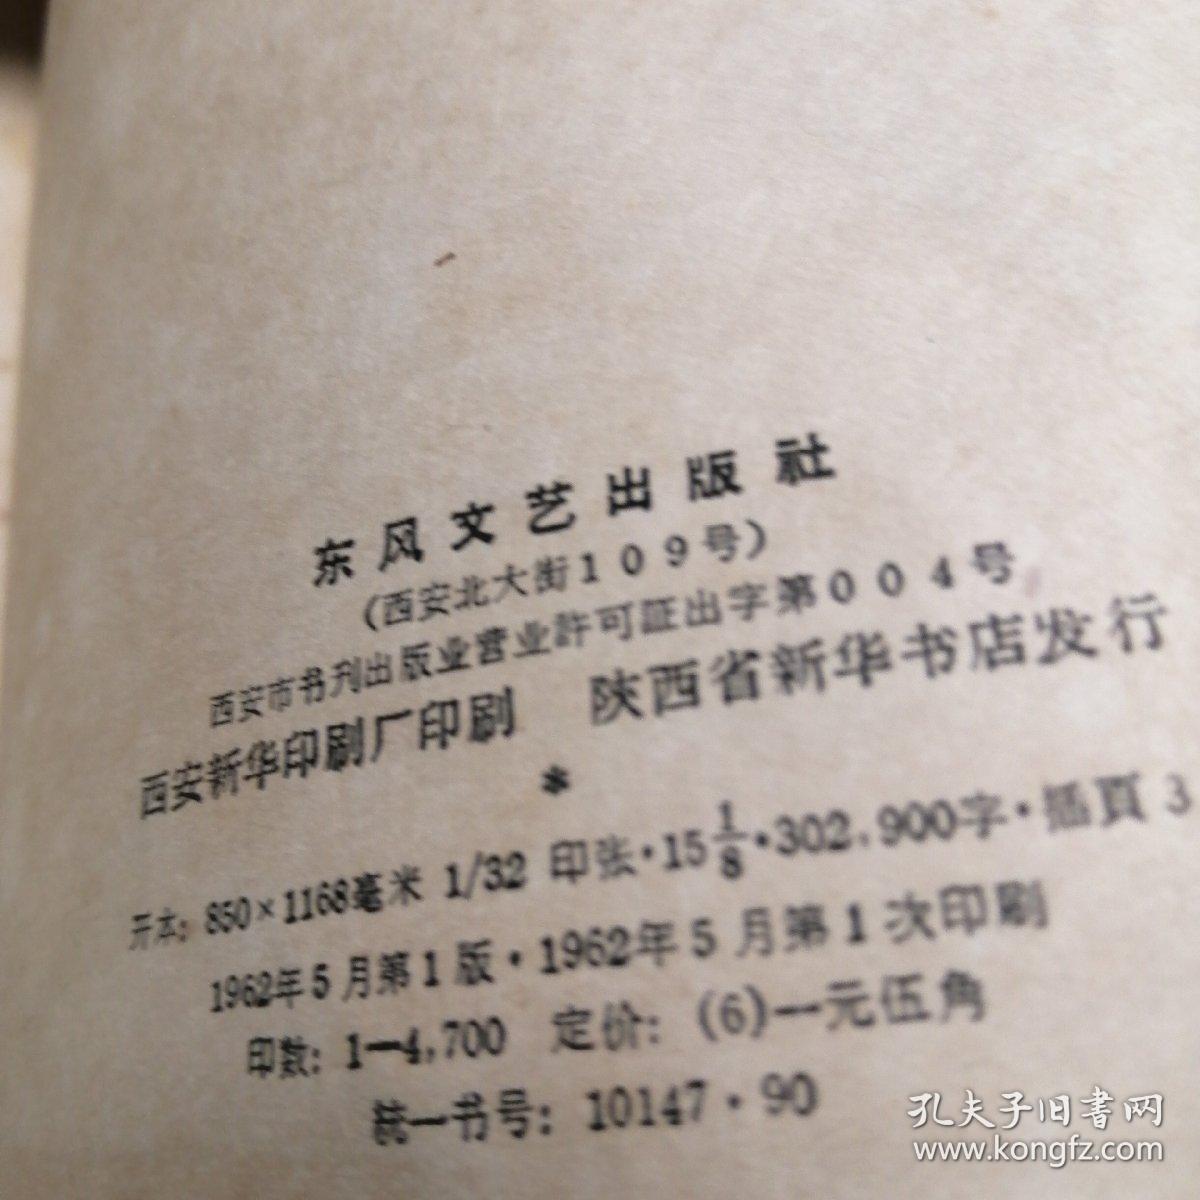 东风文艺出版社
(西安北大街109号)
西安市书刊出版业营业許可証出字第004号
西安新华印刷厂印刷 陕西省新华书店发行
*
开本: 850×1168毫米 1/32 印张·15 1/8·302,900字·插頁 3
1962年5月第1版·1962年5月第1次印刷
印数: 1—4,700 定价: (6)一元伍角
统一书号: 10147·90
孔夫子旧書网
www.kongfz.com